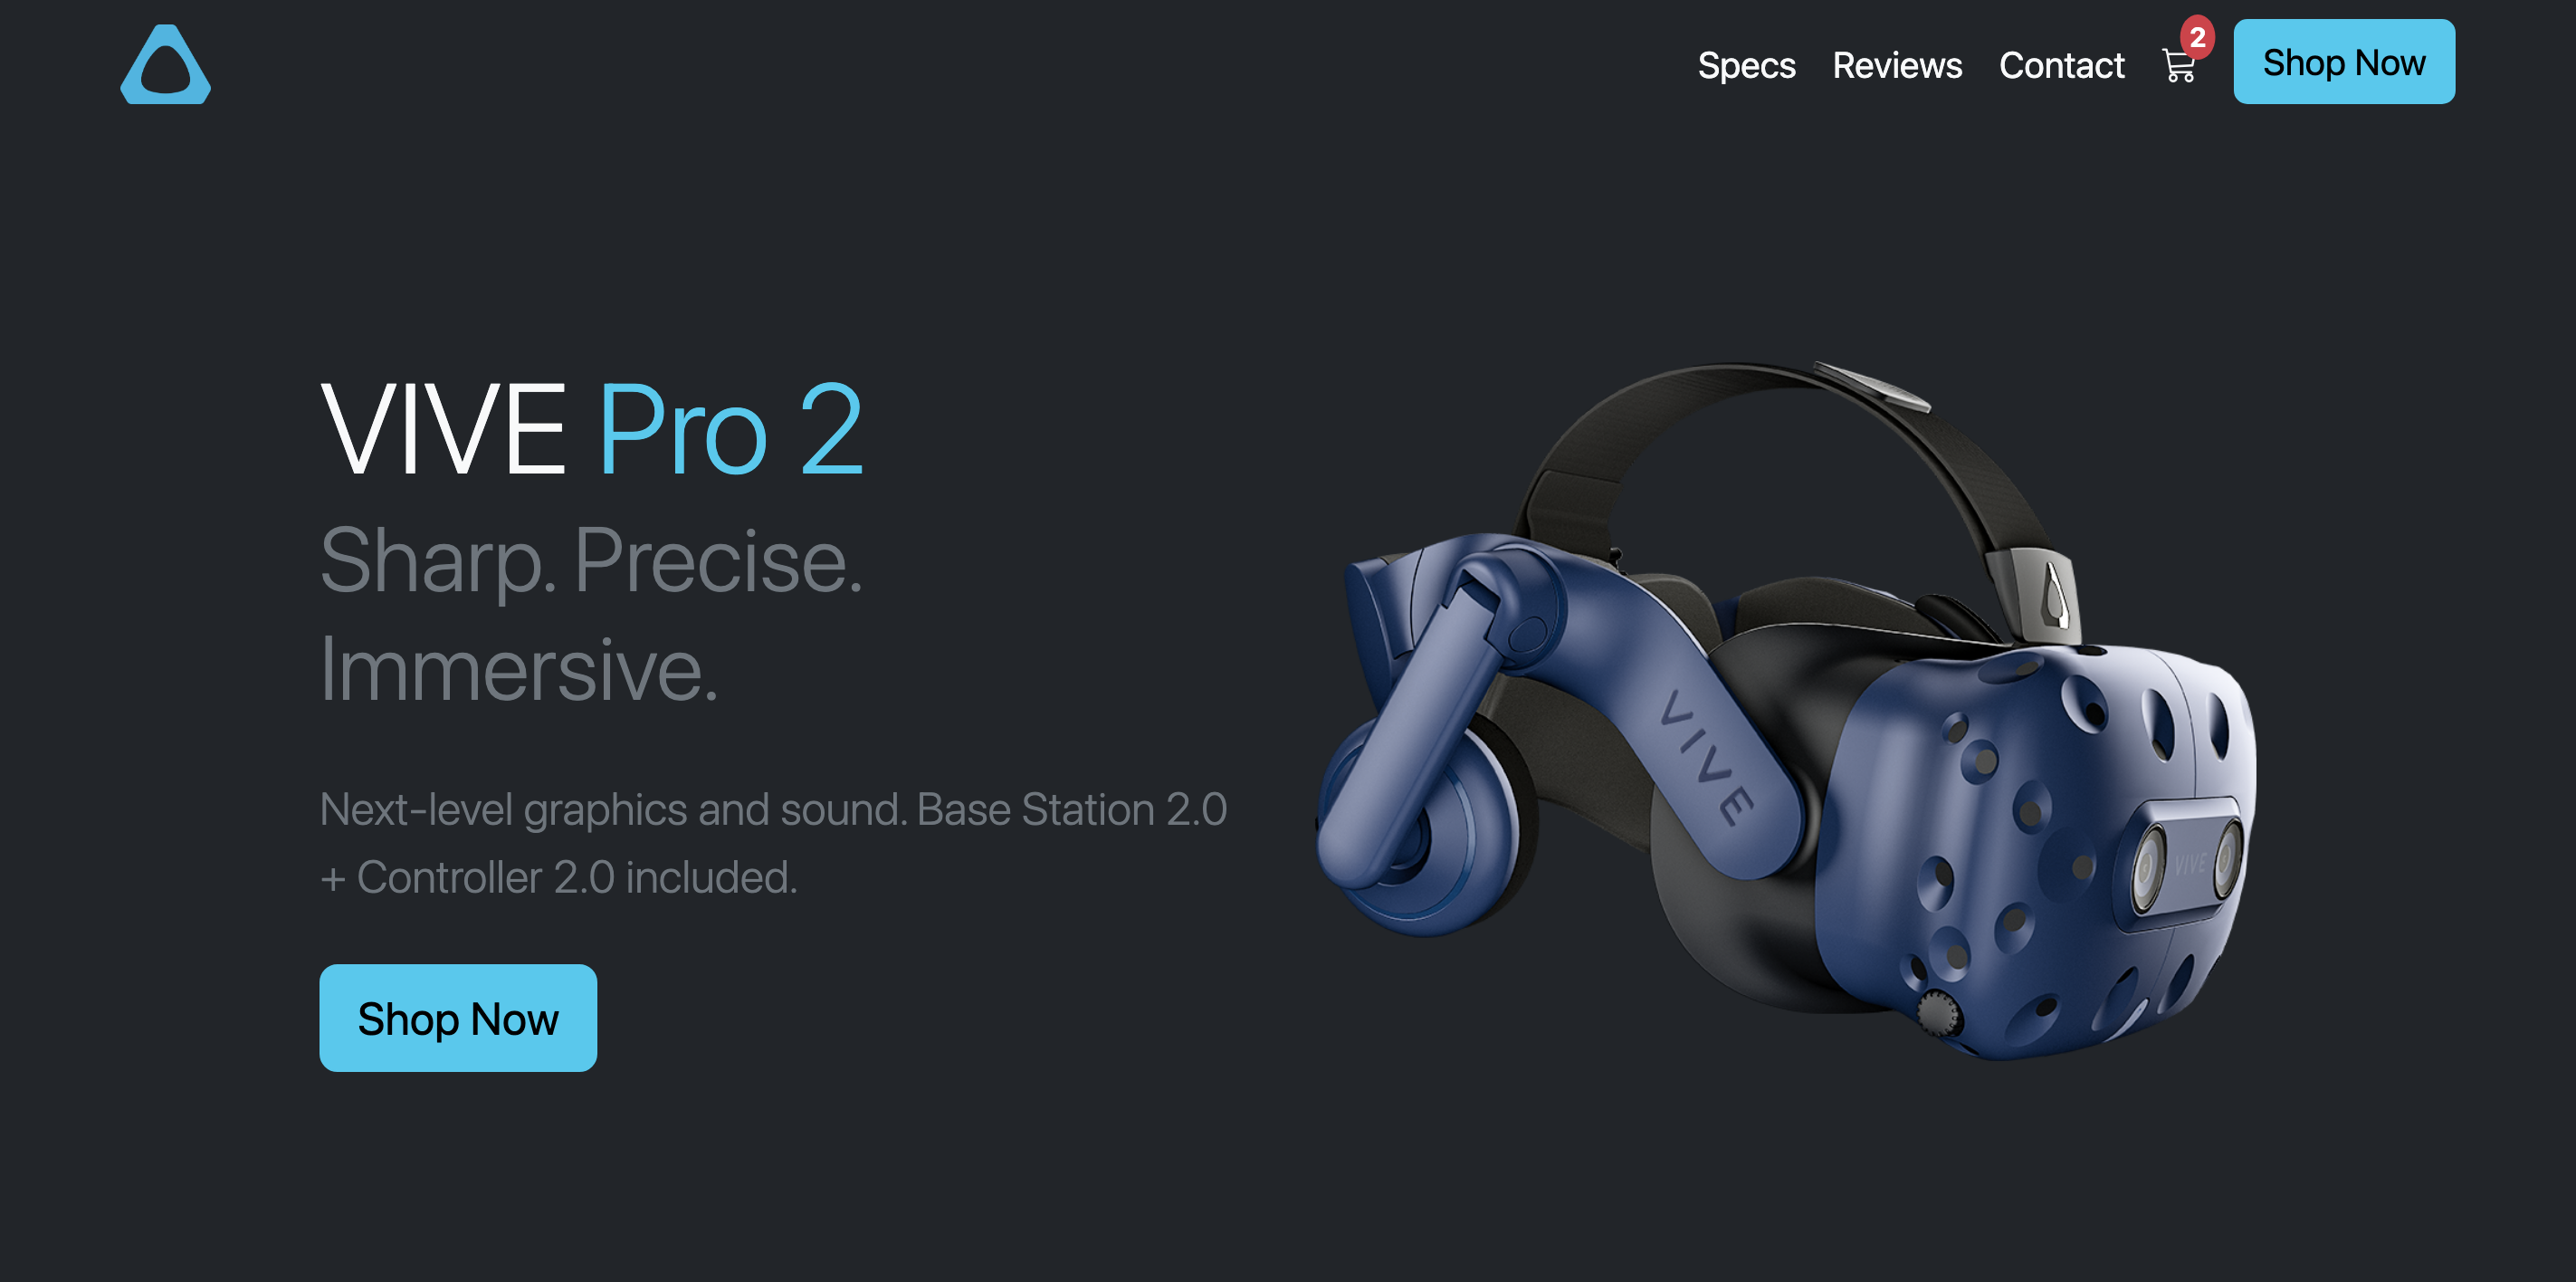 Specs Reviews Contact 2 Shop Now
VIVE Pro 2
Sharp. Precise.
Immersive.
Next-level graphics and sound. Base Station 2.0
+ Controller 2.0 included.
Shop Now
VIVE
VIVE